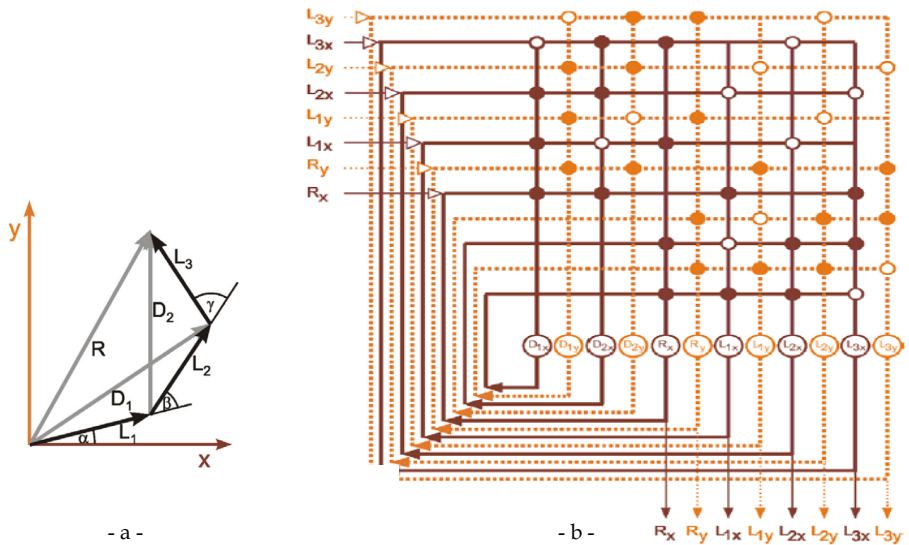 L3y
L3x
L2y
L2x
L1y
L1x
Ry
Rx
y
L3
γ
D2
R
L2
D1
β
α
L1
x
D1x D1y D2x D2y Rx Ry L1x L1y L2x L2y L3x L3y
- a -
- b -
Rx Ry L1x L1y L2x L2y L3x L3y